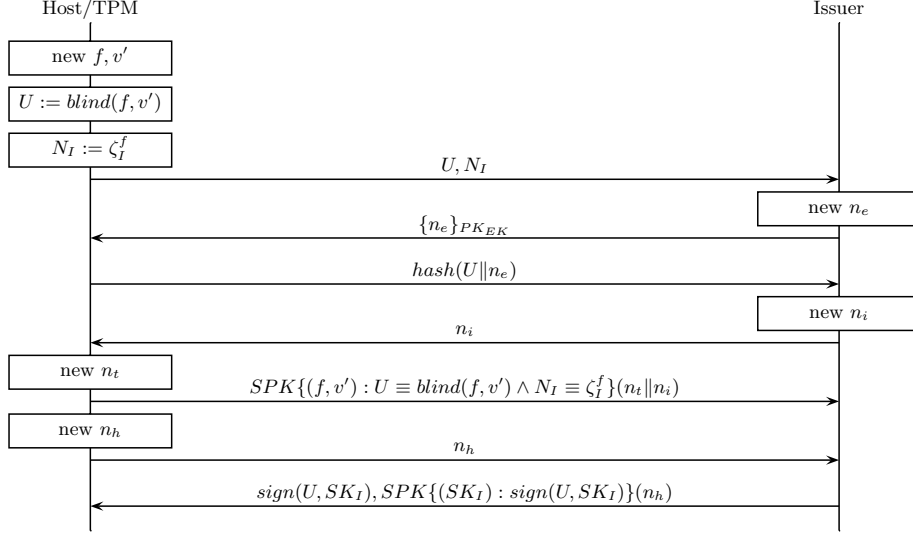 Host/TPM Issuer
new f, v′
U := blind(f, v′)
N_I := ζ_I^f
U, N_I
new n_e
{n_e}_{PK_{EK}}
hash(U‖n_e)
new n_i
n_i
new n_t
SPK{(f, v′) : U ≡ blind(f, v′) ∧ N_I ≡ ζ_I^f}(n_t‖n_i)
new n_h
n_h
sign(U, SK_I), SPK{(SK_I) : sign(U, SK_I)}(n_h)